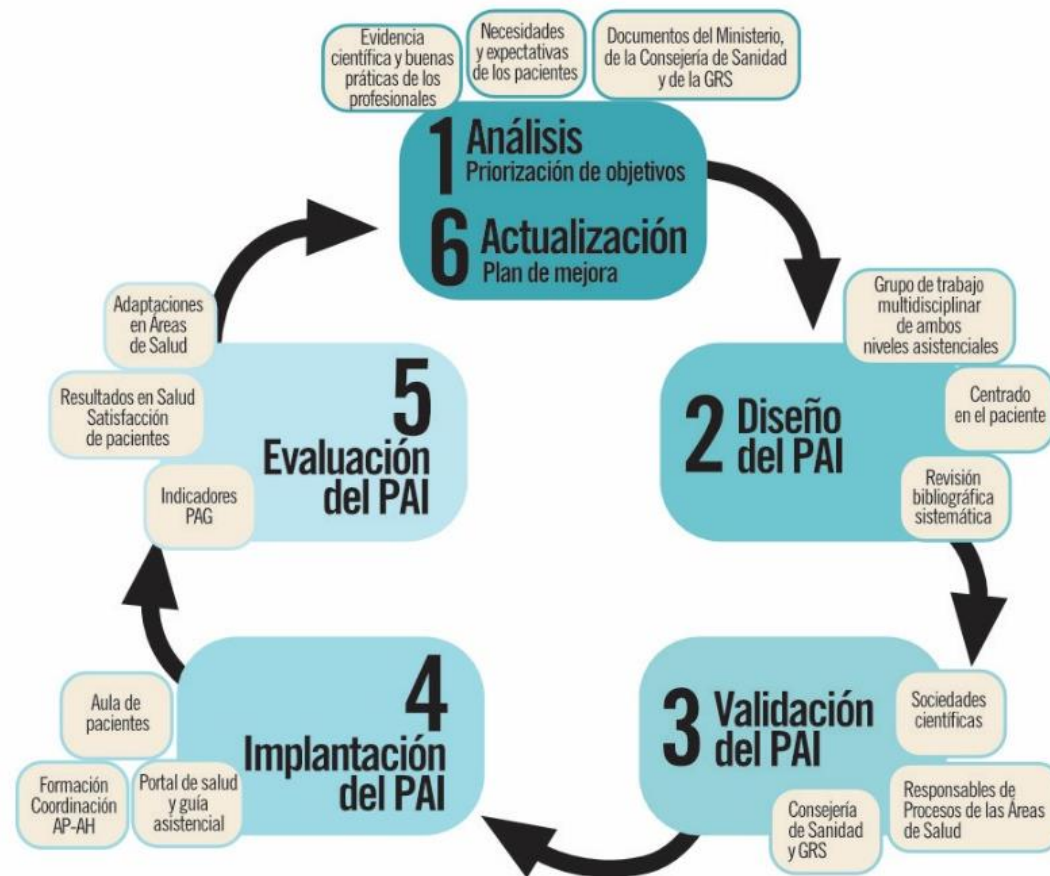 Evidencia
científica y buenas
práticas de los
profesionales
Necesidades
y expectativas
de los pacientes
Documentos del Ministerio,
de la Consejería de Sanidad
y de la GRS
1 Análisis
Priorización de objetivos
6 Actualización
Plan de mejora
Grupo de trabajo
multidisciplinar
de ambos
niveles asistenciales
Centrado
en el paciente
Revisión
bibliográfica
sistemática
2 Diseño
del PAI
Sociedades
científicas
Responsables de
Procesos de las Áreas
de Salud
Consejería
de Sanidad
y GRS
3 Validación
del PAI
4
Implantación
del PAI
Aula de
pacientes
Formación
Coordinación
AP-AH
Portal de salud
y guía
asistencial
5
Evaluación
del PAI
Adaptaciones
en Áreas
de Salud
Resultados en Salud
Satisfacción
de pacientes
Indicadores
PAG